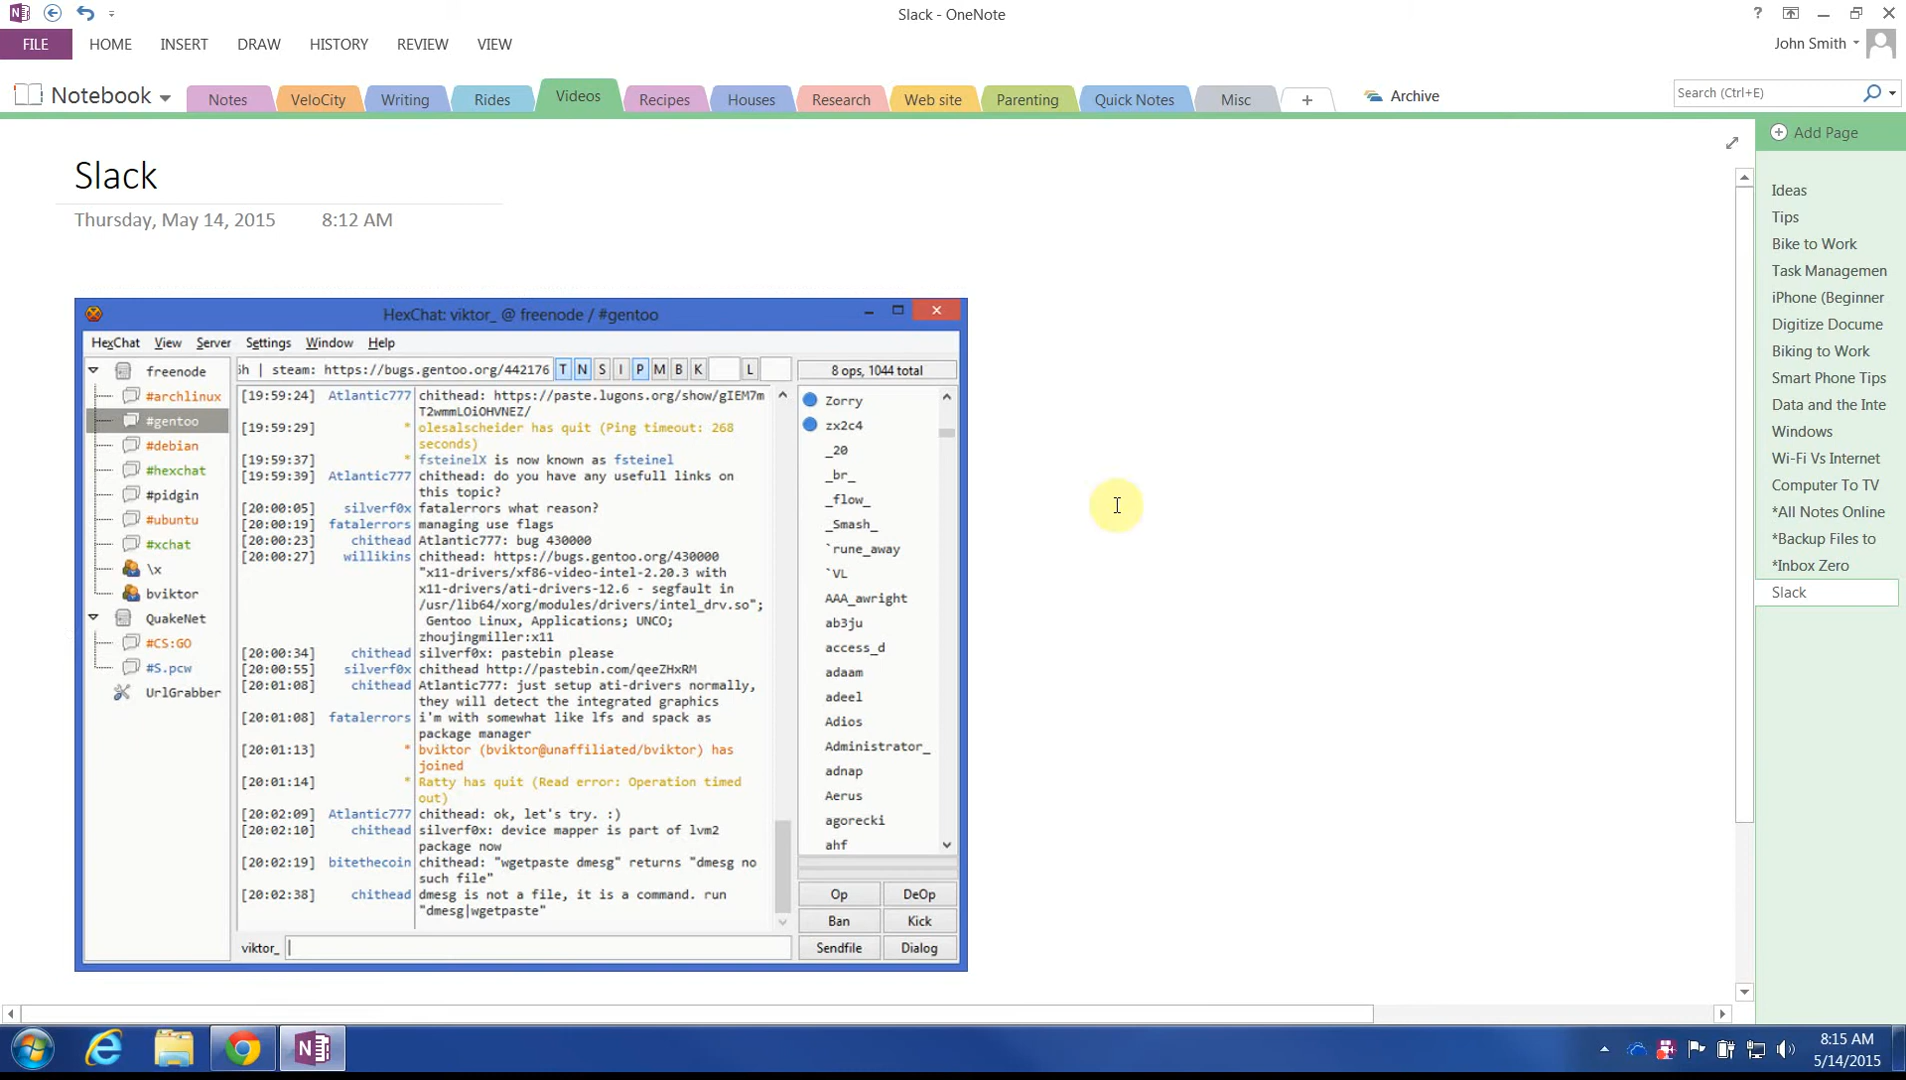 Slack - OneNote
?
FILE HOME INSERT DRAW HISTORY REVIEW VIEW
John Smith
Notebook
Notes VeloCity Writing Rides Videos Recipes Houses Research Web site Parenting Quick Notes Misc +
Archive
Search (Ctrl+E)
Add Page
Slack
Thursday, May 14, 2015 8:12 AM
Ideas
Tips
Bike to Work
Task Managemen
iPhone (Beginner
Digitize Docume
Biking to Work
Smart Phone Tips
Data and the Inte
Windows
Wi-Fi Vs Internet
Computer To TV
*All Notes Online
*Backup Files to
*Inbox Zero
Slack
HexChat: viktor_ @ freenode / #gentoo
HexChat View Server Settings Window Help
freenode
#archlinux
#gentoo
#debian
#hexchat
#pidgin
#ubuntu
#xchat
\x
bviktor
QuakeNet
#CS:GO
#S.pcw
UrlGrabber
| steam: https://bugs.gentoo.org/442176 T N S I P M B K L
8 ops, 1044 total
[19:59:24] Atlantic777 chithead: https://paste.lugons.org/show/gIEM7m
T2wmmLOiOHVNEZ/
[19:59:29] * olesalscheider has quit (Ping timeout: 268
seconds)
[19:59:37] * fsteinelX is now known as fsteinel
[19:59:39] Atlantic777 chithead: do you have any usefull links on
this topic?
[20:00:05] silverf0x fatalerrors what reason?
[20:00:19] fatalerrors managing use flags
[20:00:23] chithead Atlantic777: bug 430000
[20:00:27] willikins chithead: https://bugs.gentoo.org/430000
"x11-drivers/xf86-video-intel-2.20.3 with
x11-drivers/ati-drivers-12.6 - segfault in
/usr/lib64/xorg/modules/drivers/intel_drv.so";
Gentoo Linux, Applications; UNCO;
zhoujingmiller:x11
[20:00:34] chithead silverf0x: pastebin please
[20:00:55] silverf0x chithead http://pastebin.com/qeeZHxRM
[20:01:08] chithead Atlantic777: just setup ati-drivers normally,
they will detect the integrated graphics
[20:01:08] fatalerrors i'm with somewhat like lfs and spack as
package manager
[20:01:13] * bviktor (bviktor@unaffiliated/bviktor) has
joined
[20:01:14] * Ratty has quit (Read error: Operation timed
out)
[20:02:09] Atlantic777 chithead: ok, let's try. :)
[20:02:10] chithead silverf0x: device mapper is part of lvm2
package now
[20:02:19] bitethecoin chithead: "wgetpaste dmesg" returns "dmesg no
such file"
[20:02:38] chithead dmesg is not a file, it is a command. run
"dmesg|wgetpaste"
viktor_
Zorry
zx2c4
_20
_br_
_flow_
_Smash_
`rune_away
`VL
AAA_awright
ab3ju
access_d
adaam
adeel
Adios
Administrator_
adnap
Aerus
agorecki
ahf
Op DeOp
Ban Kick
Sendfile Dialog
8:15 AM
5/14/2015